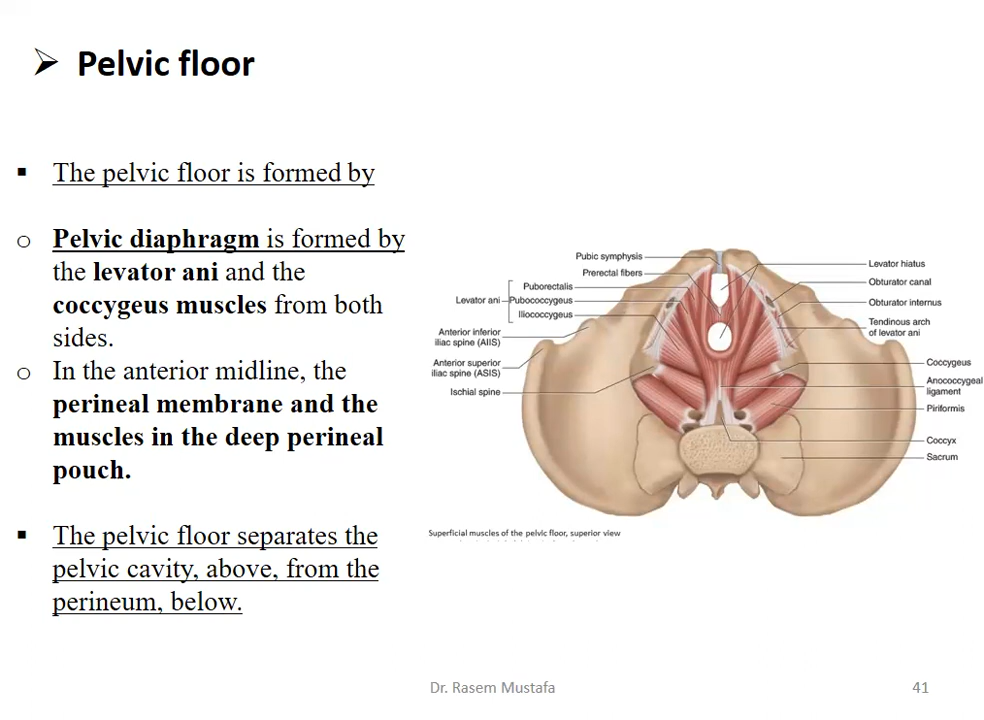 Pelvic floor
The pelvic floor is formed by
Pelvic diaphragm is formed by
the levator ani and the
coccygeus muscles from both
sides.
In the anterior midline, the
perineal membrane and the
muscles in the deep perineal
pouch.
The pelvic floor separates the
pelvic cavity, above, from the
perineum, below.
Pubic symphysis
Prerectal fibers
Puborectalis
Levator ani
Pubococcygeus
Iliococcygeus
Anterior inferior
iliac spine (AIIS)
Anterior superior
iliac spine (ASIS)
Ischial spine
Levator hiatus
Obturator canal
Obturator internus
Tendinous arch
of levator ani
Coccygeus
Anococcygeal
ligament
Piriformis
Coccyx
Sacrum
Superficial muscles of the pelvic floor, superior view
Dr. Rasem Mustafa
41